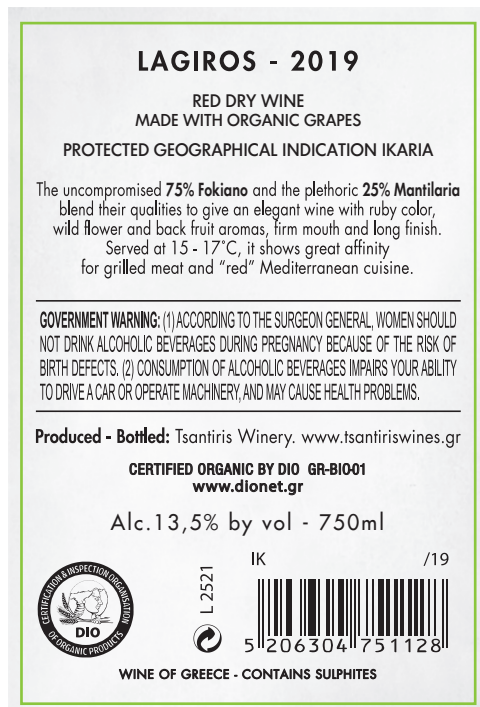 LAGIROS - 2019
RED DRY WINE
MADE WITH ORGANIC GRAPES
PROTECTED GEOGRAPHICAL INDICATION IKARIA
The uncompromised 75% Fokiano and the plethoric 25% Mantilaria
blend their qualities to give an elegant wine with ruby color,
wild flower and back fruit aromas, firm mouth and long finish.
Served at 15 - 17˚C, it shows great affinity
for grilled meat and “red” Mediterranean cuisine.
GOVERNMENT WARNING: (1) ACCORDING TO THE SURGEON GENERAL, WOMEN SHOULD
NOT DRINK ALCOHOLIC BEVERAGES DURING PREGNANCY BECAUSE OF THE RISK OF
BIRTH DEFECTS. (2) CONSUMPTION OF ALCOHOLIC BEVERAGES IMPAIRS YOUR ABILITY
TO DRIVE A CAR OR OPERATE MACHINERY, AND MAY CAUSE HEALTH PROBLEMS.
Produced - Bottled: Tsantiris Winery. www.tsantiriswines.gr
CERTIFIED ORGANIC BY DIO GR-BIO-01
www.dionet.gr
Alc.13,5% by vol - 750ml
CERTIFICATION & INSPECTION ORGANISATION
OF ORGANIC PRODUCTS
DIO
L 2521
IK /19
5 206304 751128
WINE OF GREECE - CONTAINS SULPHITES